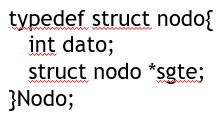 typedef struct nodo{
int dato;
struct nodo *sgte;
}Nodo;